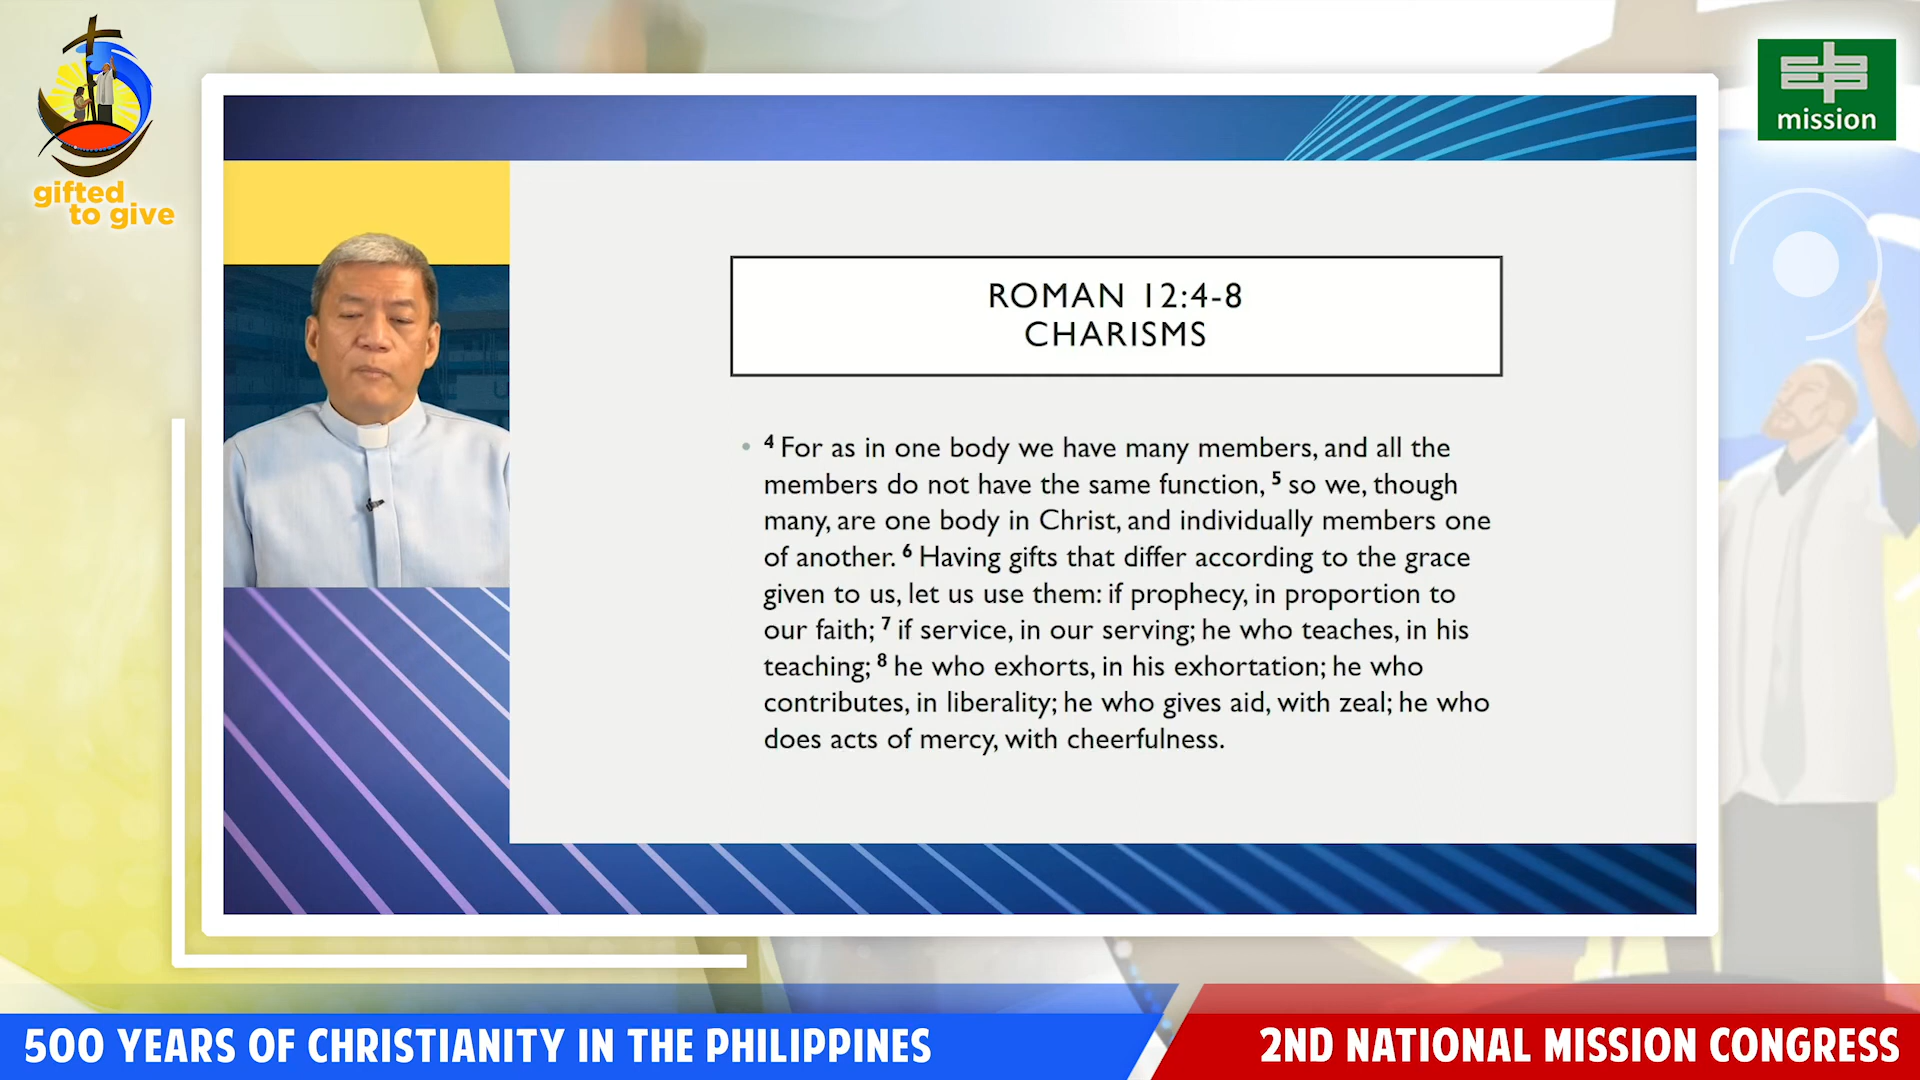 gifted
to give
mission
ROMAN 12:4-8
CHARISMS
• ⁴ For as in one body we have many members, and all the
members do not have the same function, ⁵ so we, though
many, are one body in Christ, and individually members one
of another. ⁶ Having gifts that differ according to the grace
given to us, let us use them: if prophecy, in proportion to
our faith; ⁷ if service, in our serving; he who teaches, in his
teaching; ⁸ he who exhorts, in his exhortation; he who
contributes, in liberality; he who gives aid, with zeal; he who
does acts of mercy, with cheerfulness.
500 YEARS OF CHRISTIANITY IN THE PHILIPPINES
2ND NATIONAL MISSION CONGRESS